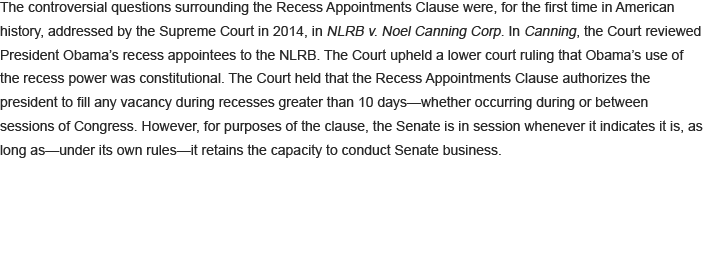 The controversial questions surrounding the Recess Appointments Clause were, for the first time in American
history, addressed by the Supreme Court in 2014, in NLRB v. Noel Canning Corp. In Canning, the Court reviewed
President Obama’s recess appointees to the NLRB. The Court upheld a lower court ruling that Obama’s use of
the recess power was constitutional. The Court held that the Recess Appointments Clause authorizes the
president to fill any vacancy during recesses greater than 10 days—whether occurring during or between
sessions of Congress. However, for purposes of the clause, the Senate is in session whenever it indicates it is, as
long as—under its own rules—it retains the capacity to conduct Senate business.